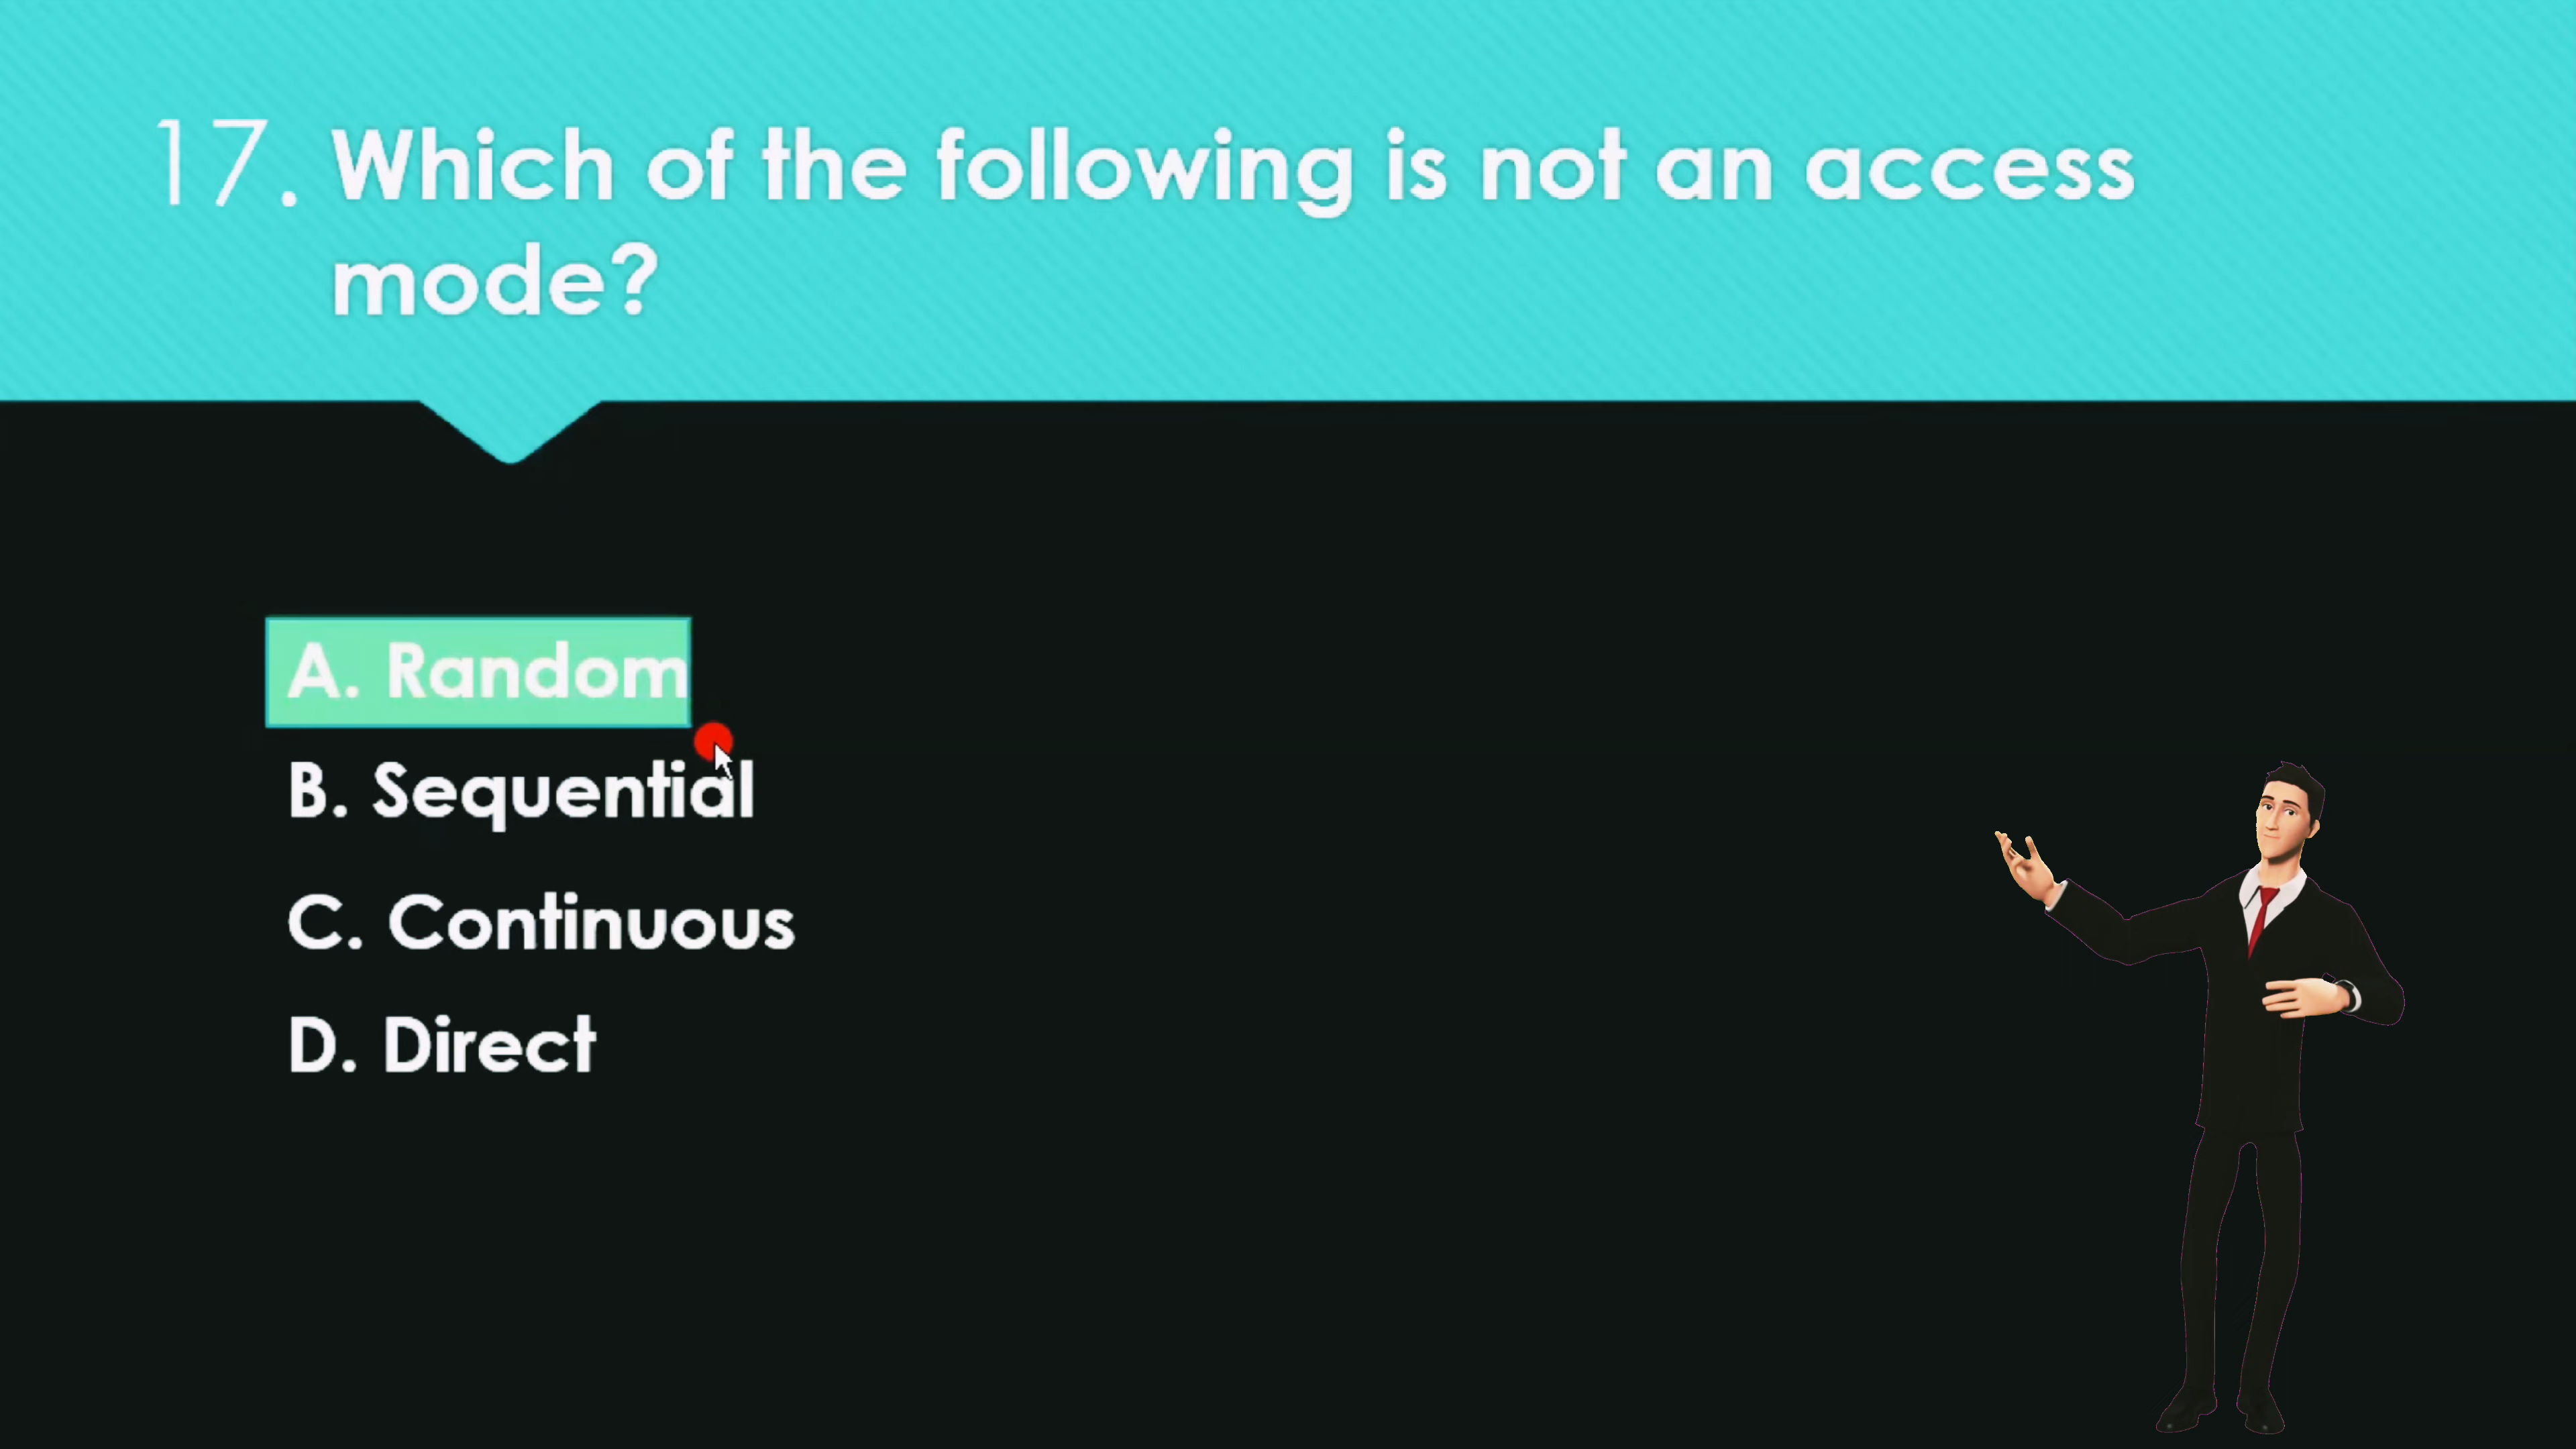 17. Which of the following is not an access
mode?
A. Random
B. Sequential
C. Continuous
D. Direct